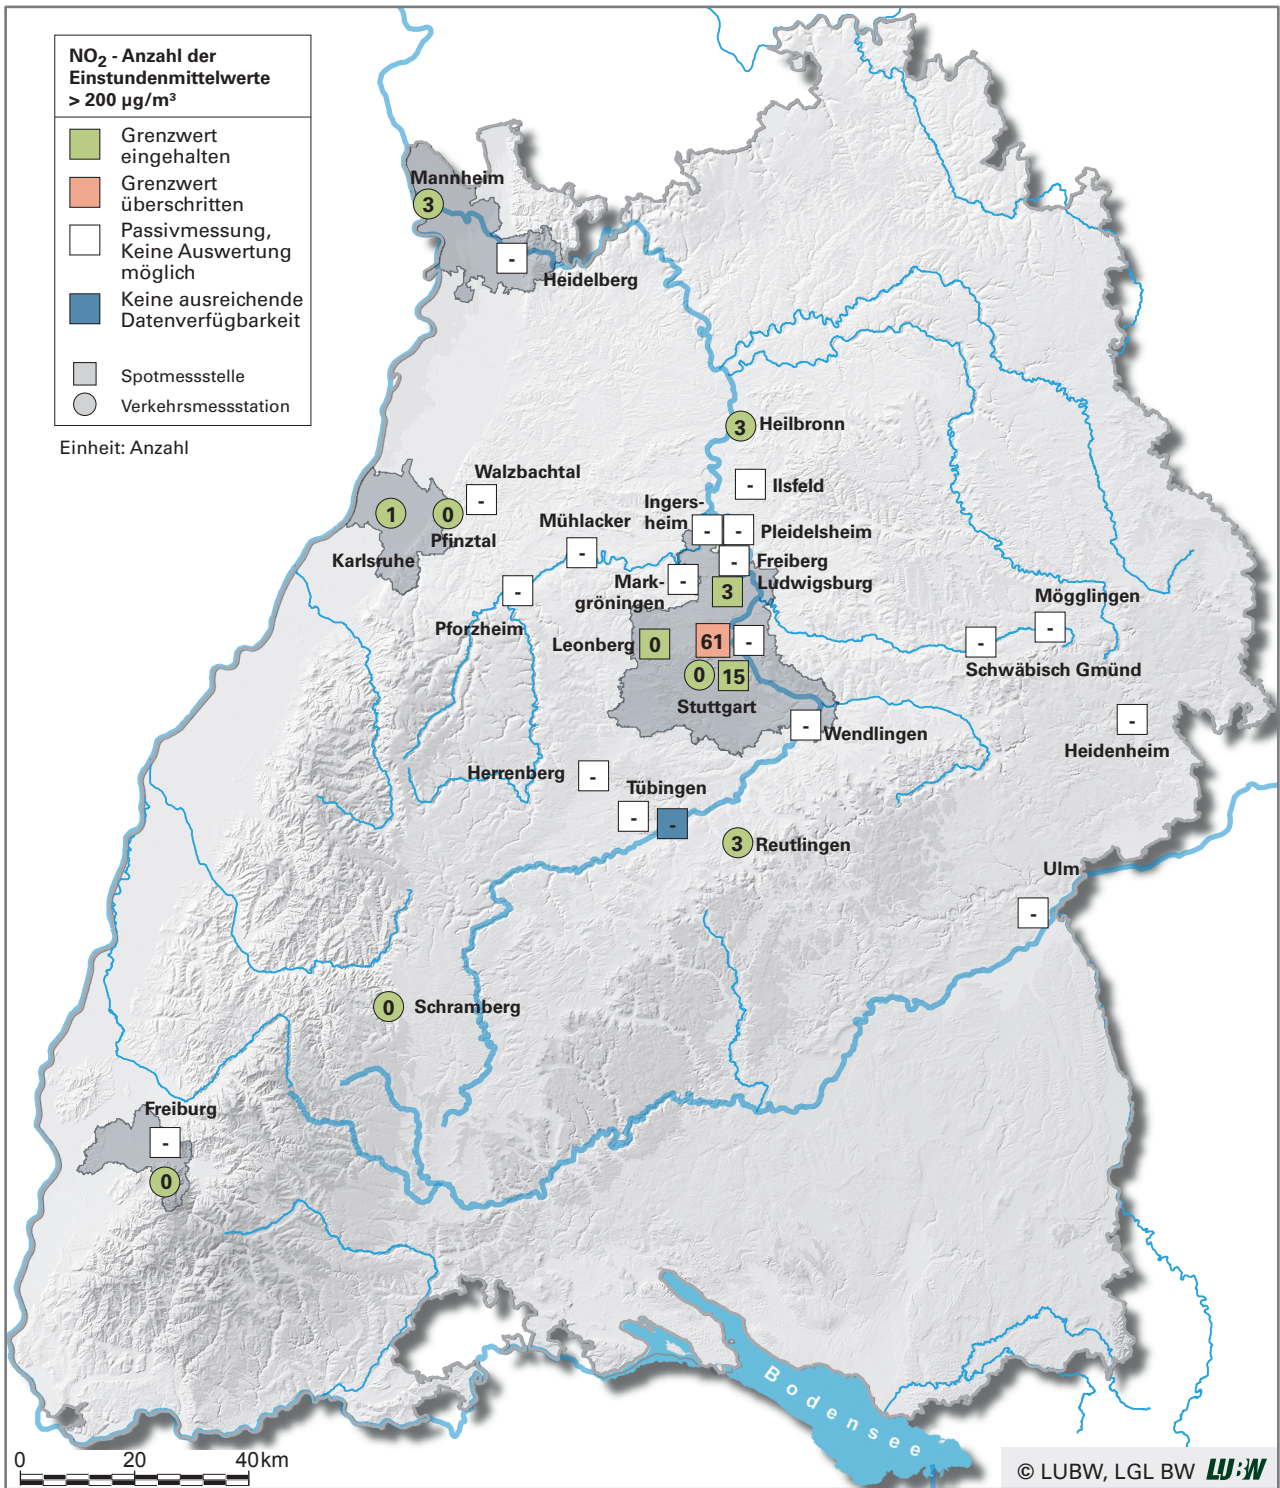 NO2 - Anzahl der
Einstundenmittelwerte
> 200 µg/m³
Grenzwert
eingehalten
Grenzwert
überschritten
Passivmessung,
Keine Auswertung
möglich
Keine ausreichende
Datenverfügbarkeit
Spotmessstelle
Verkehrsmessstation
Einheit: Anzahl
Mannheim
3
-
Heidelberg
3
Heilbronn
-
Ilsfeld
Walzbachtal
-
1
0
Pfinztal
Karlsruhe
Ingers-
heim
-
-
Pleidelsheim
Mühlacker
-
-
Freiberg
Mark-
gröningen
-
3
Ludwigsburg
-
Pforzheim
Mögglingen
-
-
Schwäbisch Gmünd
Leonberg
0
61
-
0
15
Stuttgart
-
Wendlingen
-
Heidenheim
Herrenberg
-
Tübingen
-
-
3
Reutlingen
Ulm
-
0
Schramberg
Freiburg
-
0
Bodensee
0
20
40km
© LUBW, LGL BW
LUBW